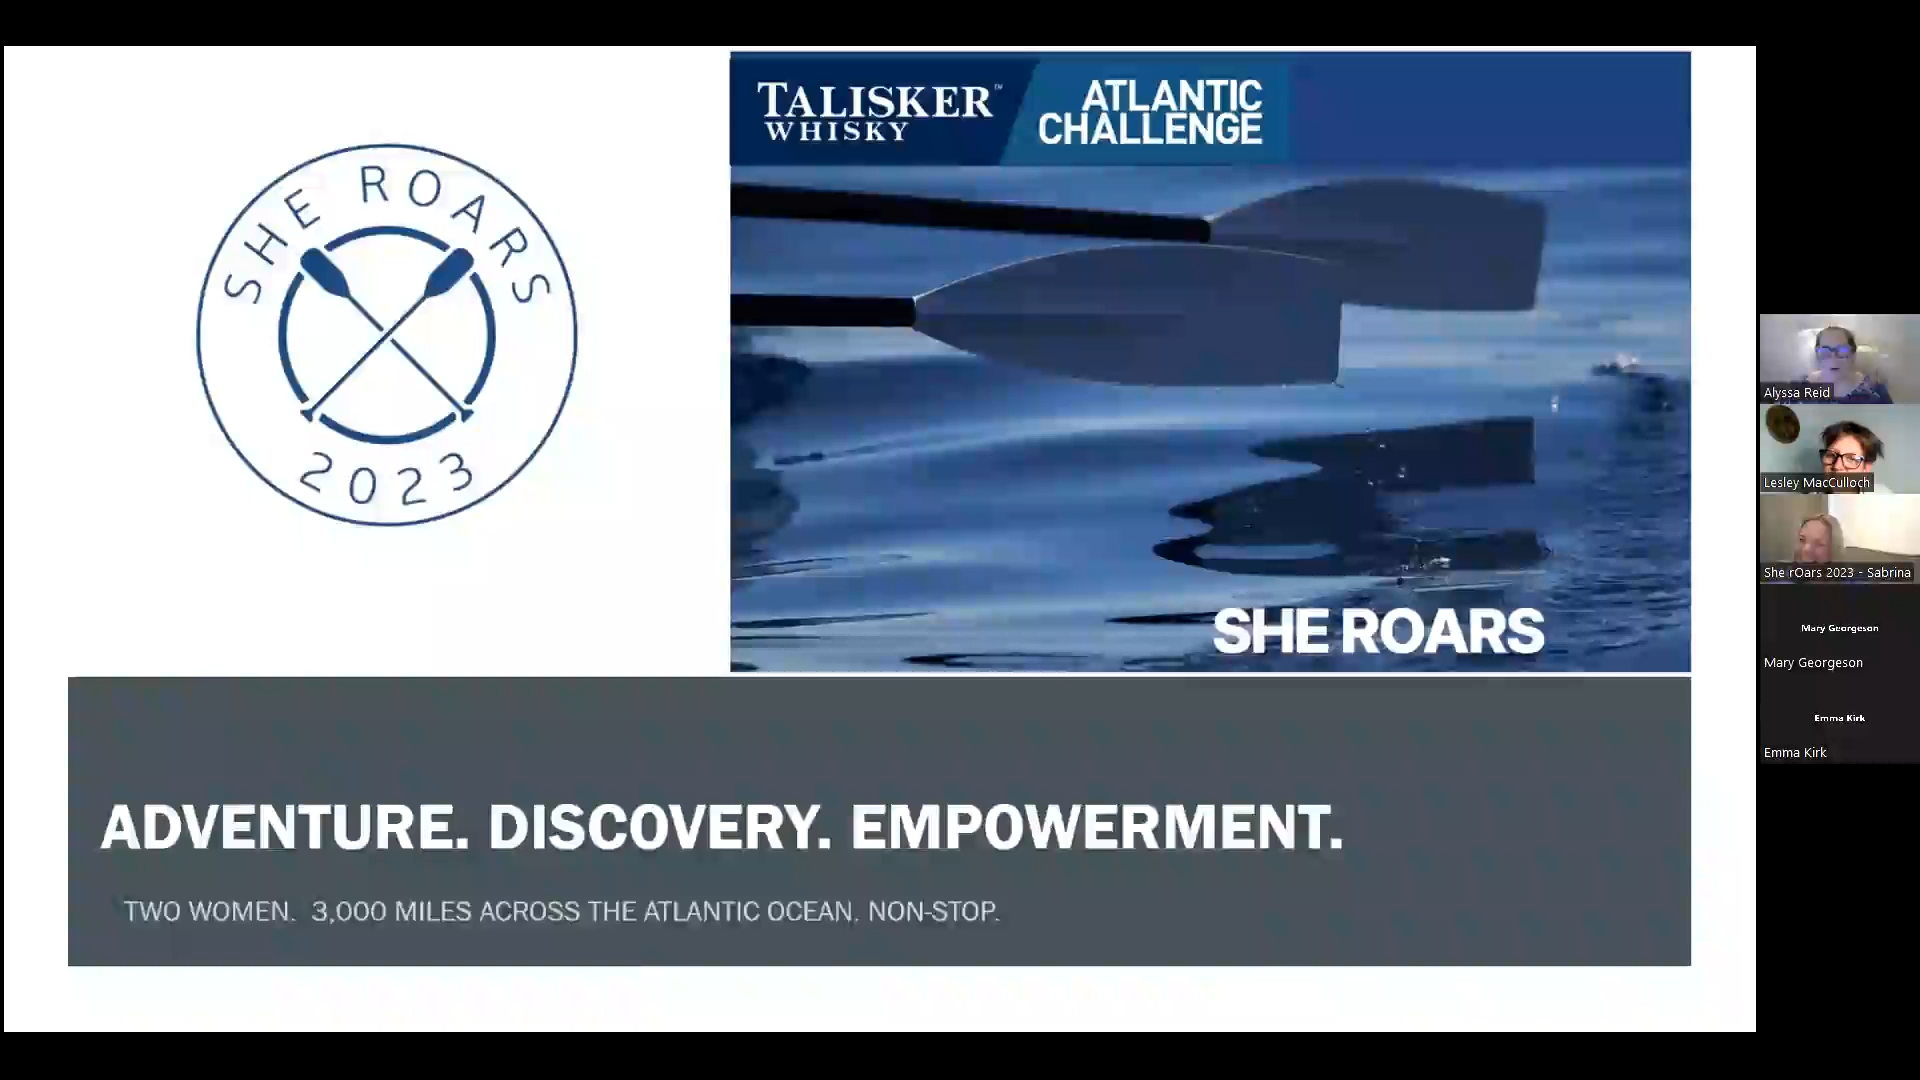 SHE ROARS
2023
TALISKER™
WHISKY
ATLANTIC
CHALLENGE
SHE ROARS
ADVENTURE. DISCOVERY. EMPOWERMENT.
TWO WOMEN. 3,000 MILES ACROSS THE ATLANTIC OCEAN. NON-STOP.
Alyssa Reid
Lesley MacCulloch
She rOars 2023 - Sabrina
Mary Georgeson
Mary Georgeson
Emma Kirk
Emma Kirk